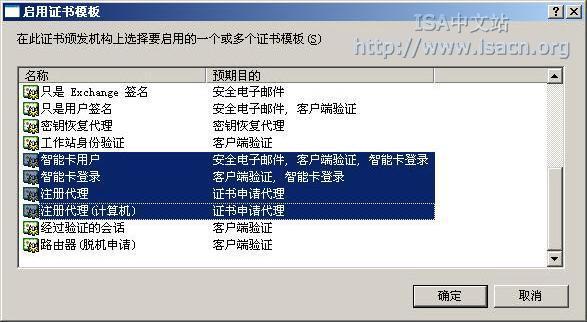 启用证书模板
ISA中文站
http://www.isacn.org
在此证书颁发机构上选择要启用的一个或多个证书模板(S)
名称 预期目的
只是 Exchange 签名 安全电子邮件
只是用户签名 安全电子邮件, 客户端验证
密钥恢复代理 密钥恢复代理
工作站身份验证 客户端验证
智能卡用户 安全电子邮件, 客户端验证, 智能卡登录
智能卡登录 客户端验证, 智能卡登录
注册代理 证书申请代理
注册代理(计算机) 证书申请代理
经过验证的会话 客户端验证
路由器(脱机申请) 客户端验证
确定 取消